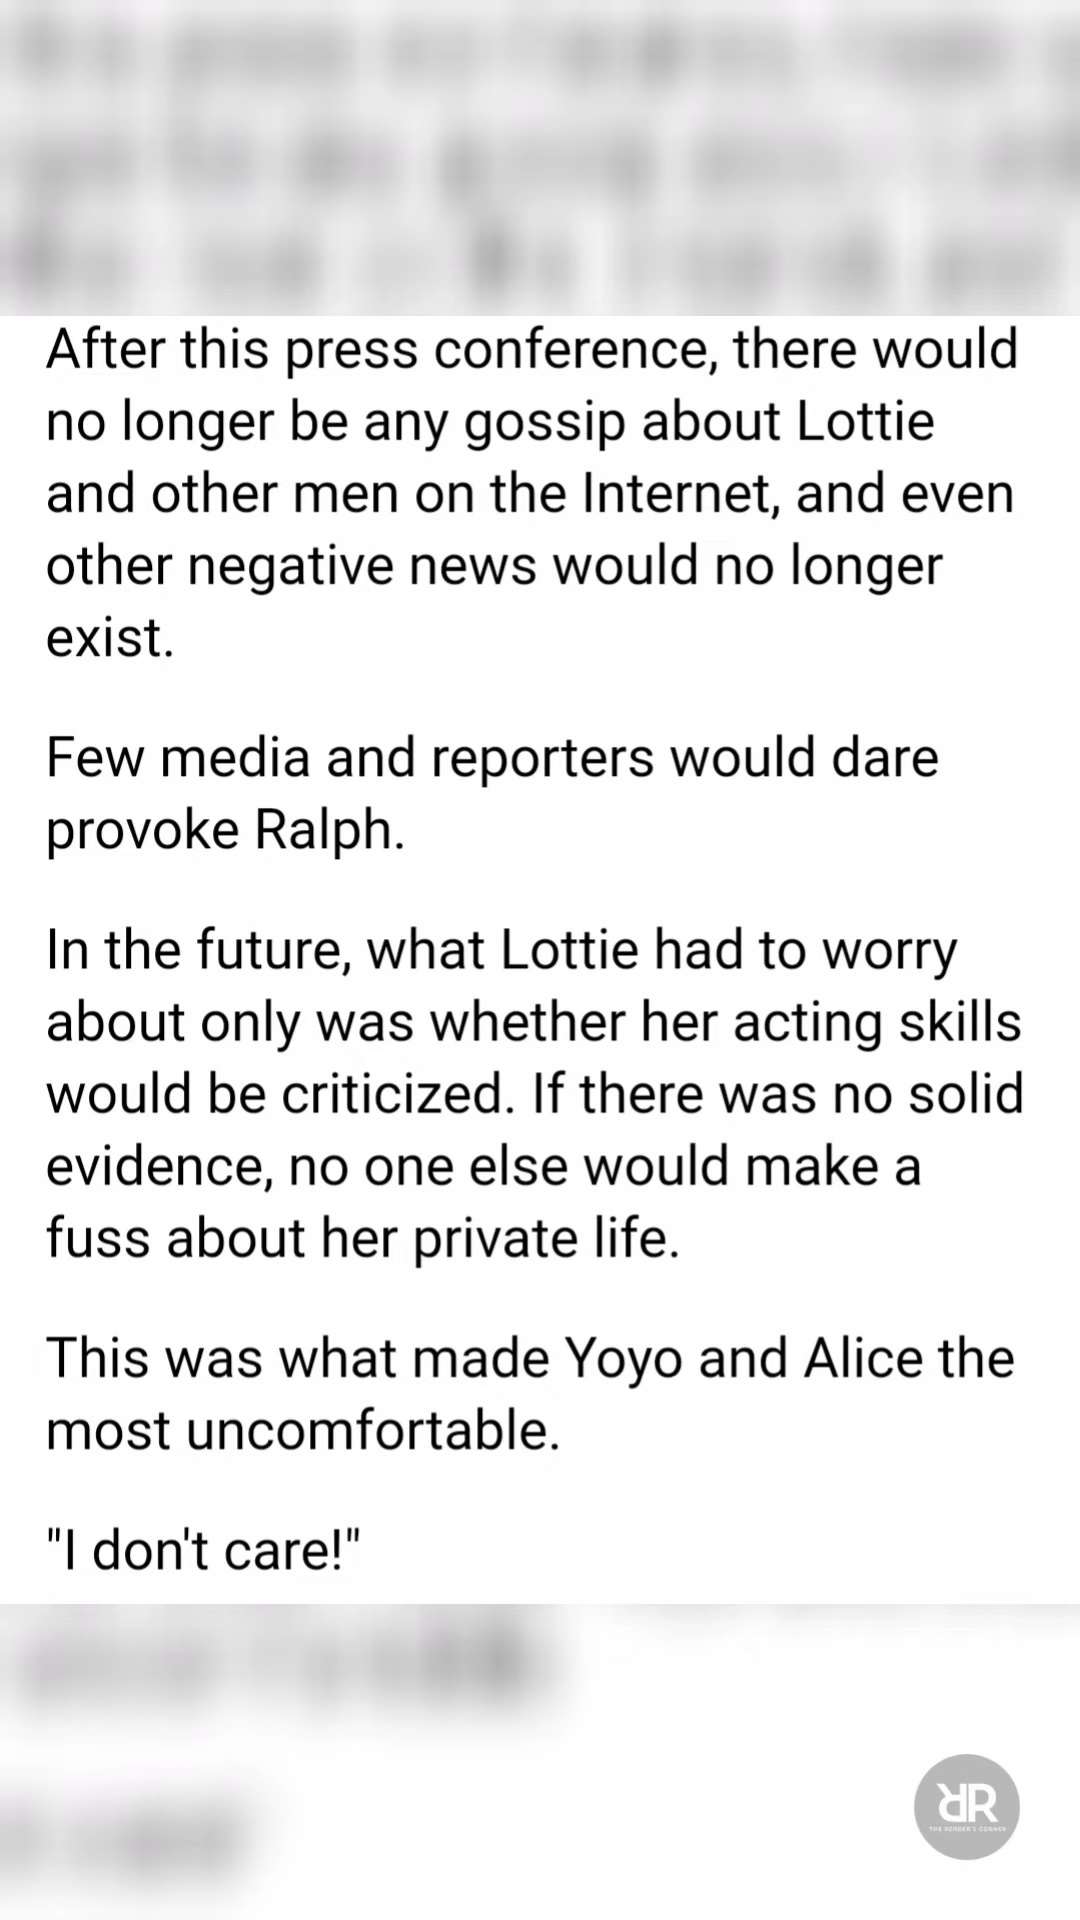 After this press conference, there would
no longer be any gossip about Lottie
and other men on the Internet, and even
other negative news would no longer
exist.
Few media and reporters would dare
provoke Ralph.
In the future, what Lottie had to worry
about only was whether her acting skills
would be criticized. If there was no solid
evidence, no one else would make a
fuss about her private life.
This was what made Yoyo and Alice the
most uncomfortable.
"I don't care!"
RR
THE READER'S CORNER